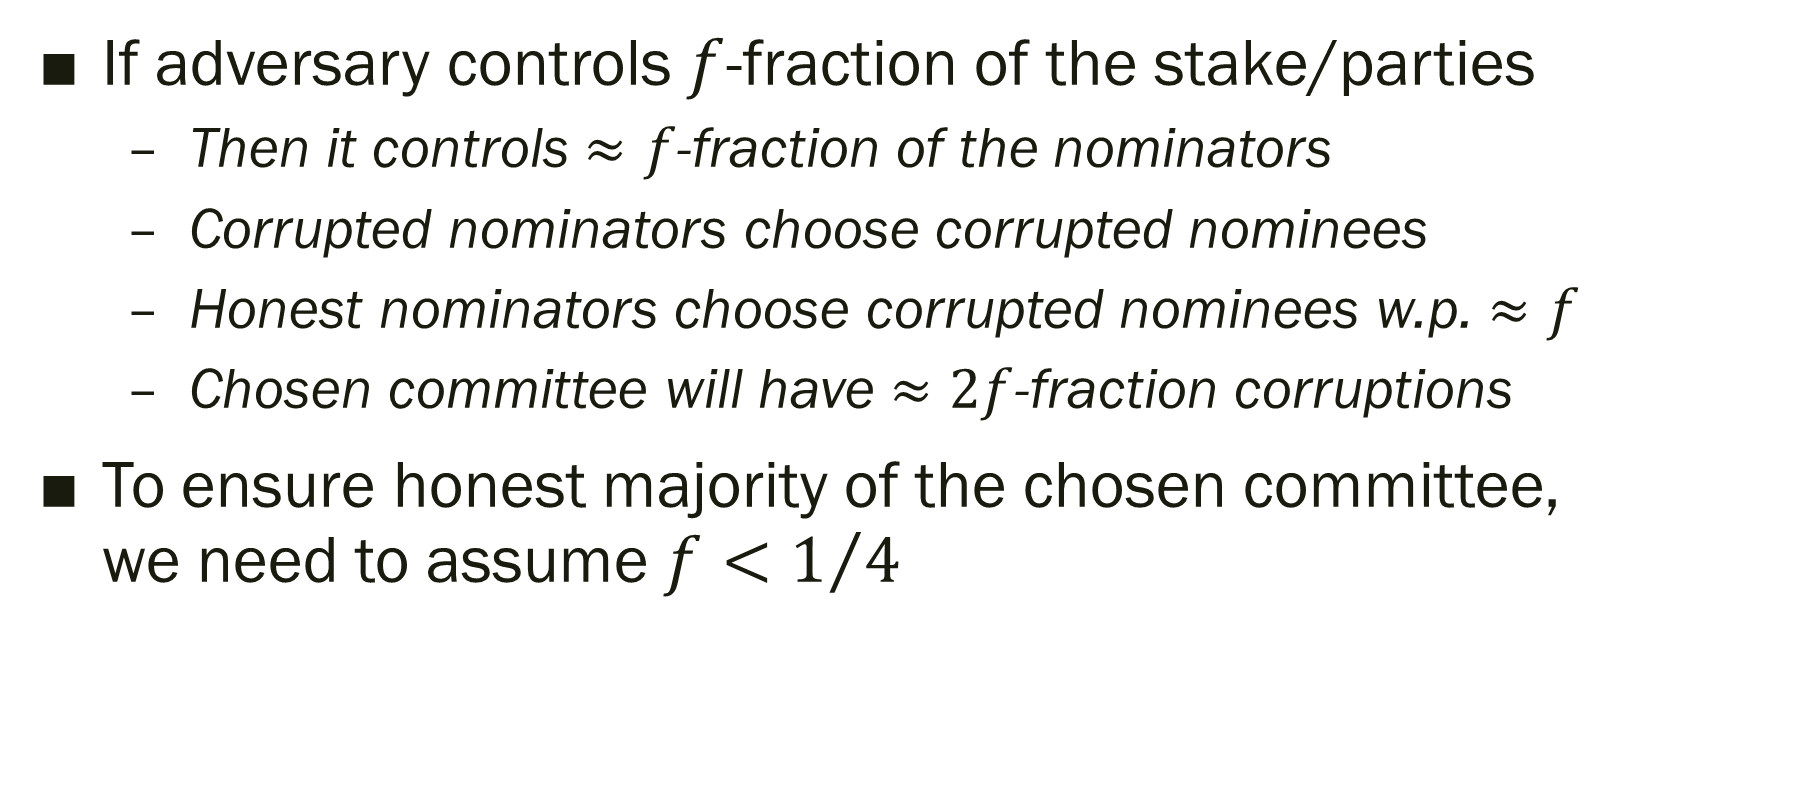 ▪ If adversary controls 𝑓-fraction of the stake/parties
– Then it controls ≈ 𝑓-fraction of the nominators
– Corrupted nominators choose corrupted nominees
– Honest nominators choose corrupted nominees w.p. ≈ 𝑓
– Chosen committee will have ≈ 2𝑓-fraction corruptions
▪ To ensure honest majority of the chosen committee,
we need to assume 𝑓 < 1/4